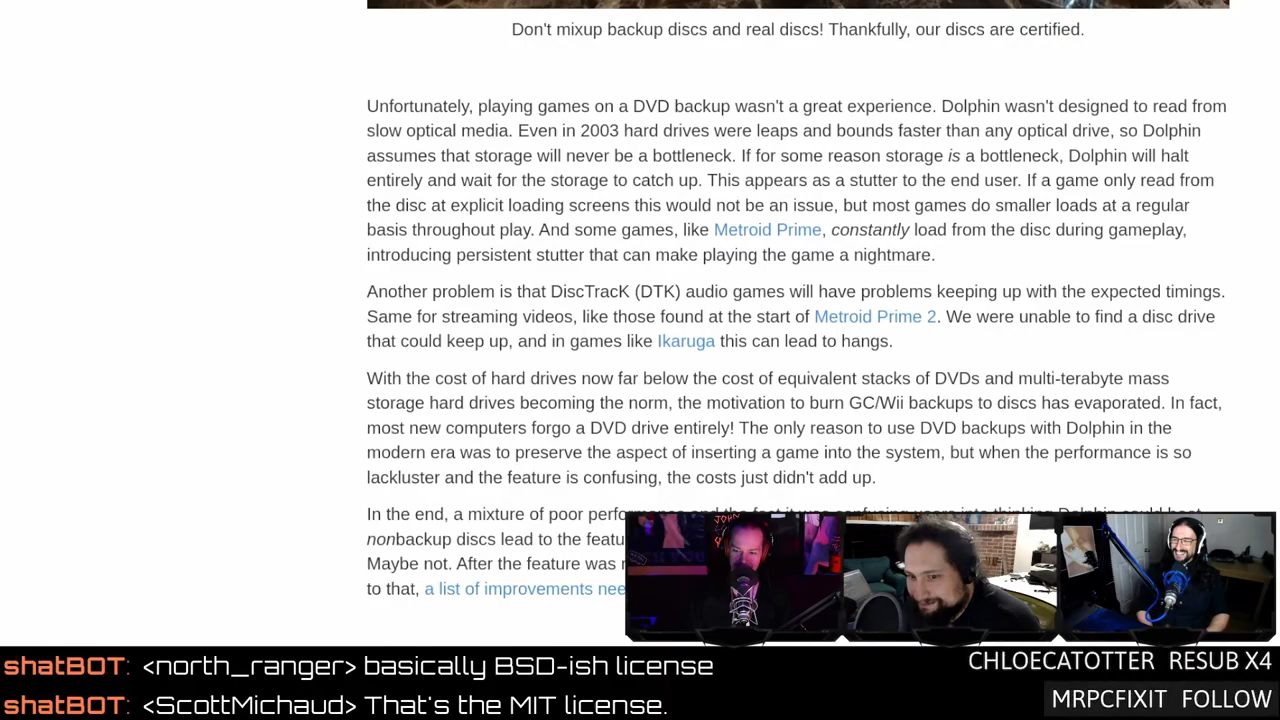 Don't mixup backup discs and real discs! Thankfully, our discs are certified.
Unfortunately, playing games on a DVD backup wasn't a great experience. Dolphin wasn't designed to read from
slow optical media. Even in 2003 hard drives were leaps and bounds faster than any optical drive, so Dolphin
assumes that storage will never be a bottleneck. If for some reason storage is a bottleneck, Dolphin will halt
entirely and wait for the storage to catch up. This appears as a stutter to the end user. If a game only read from
the disc at explicit loading screens this would not be an issue, but most games do smaller loads at a regular
basis throughout play. And some games, like Metroid Prime, constantly load from the disc during gameplay,
introducing persistent stutter that can make playing the game a nightmare.
Another problem is that DiscTracK (DTK) audio games will have problems keeping up with the expected timings.
Same for streaming videos, like those found at the start of Metroid Prime 2. We were unable to find a disc drive
that could keep up, and in games like Ikaruga this can lead to hangs.
With the cost of hard drives now far below the cost of equivalent stacks of DVDs and multi-terabyte mass
storage hard drives becoming the norm, the motivation to burn GC/Wii backups to discs has evaporated. In fact,
most new computers forgo a DVD drive entirely! The only reason to use DVD backups with Dolphin in the
modern era was to preserve the aspect of inserting a game into the system, but when the performance is so
lackluster and the feature is confusing, the costs just didn't add up.
In the end, a mixture of poor performance and the fact it was confusing users into thinking Dolphin could boot
nonbackup discs lead to the featu
Maybe not. After the feature was r
to that, a list of improvements nee
JOHN
shatBOT: <north_ranger> basically BSD-ish license
shatBOT: <ScottMichaud> That's the MIT license.
CHLOECATOTTER RESUB X4
MRPCFIXIT FOLLOW